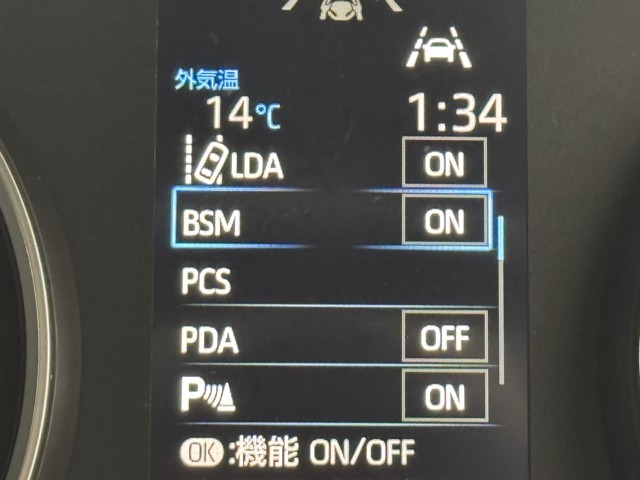 外気温
14℃ 1:34
LDA ON
BSM ON
PCS
PDA OFF
P ON
OK :機能 ON/OFF